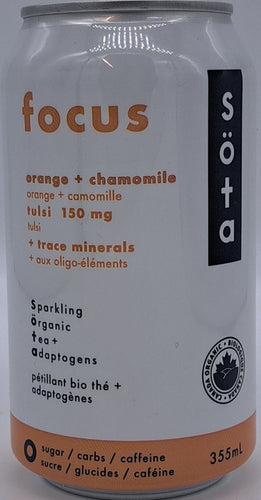 focus
Söta
orange + chamomile
orange + camomille
tulsi 150 mg
tulsi
+ trace minerals
+ aux oligo-éléments
Sparkling
örganic
tea +
adaptogens
pétillant bio thé +
adaptogènes
CANADA ORGANIC • BIOLOGIQUE CANADA •
0 sugar / carbs / caffeine
sucre / glucides / caféine
355mL